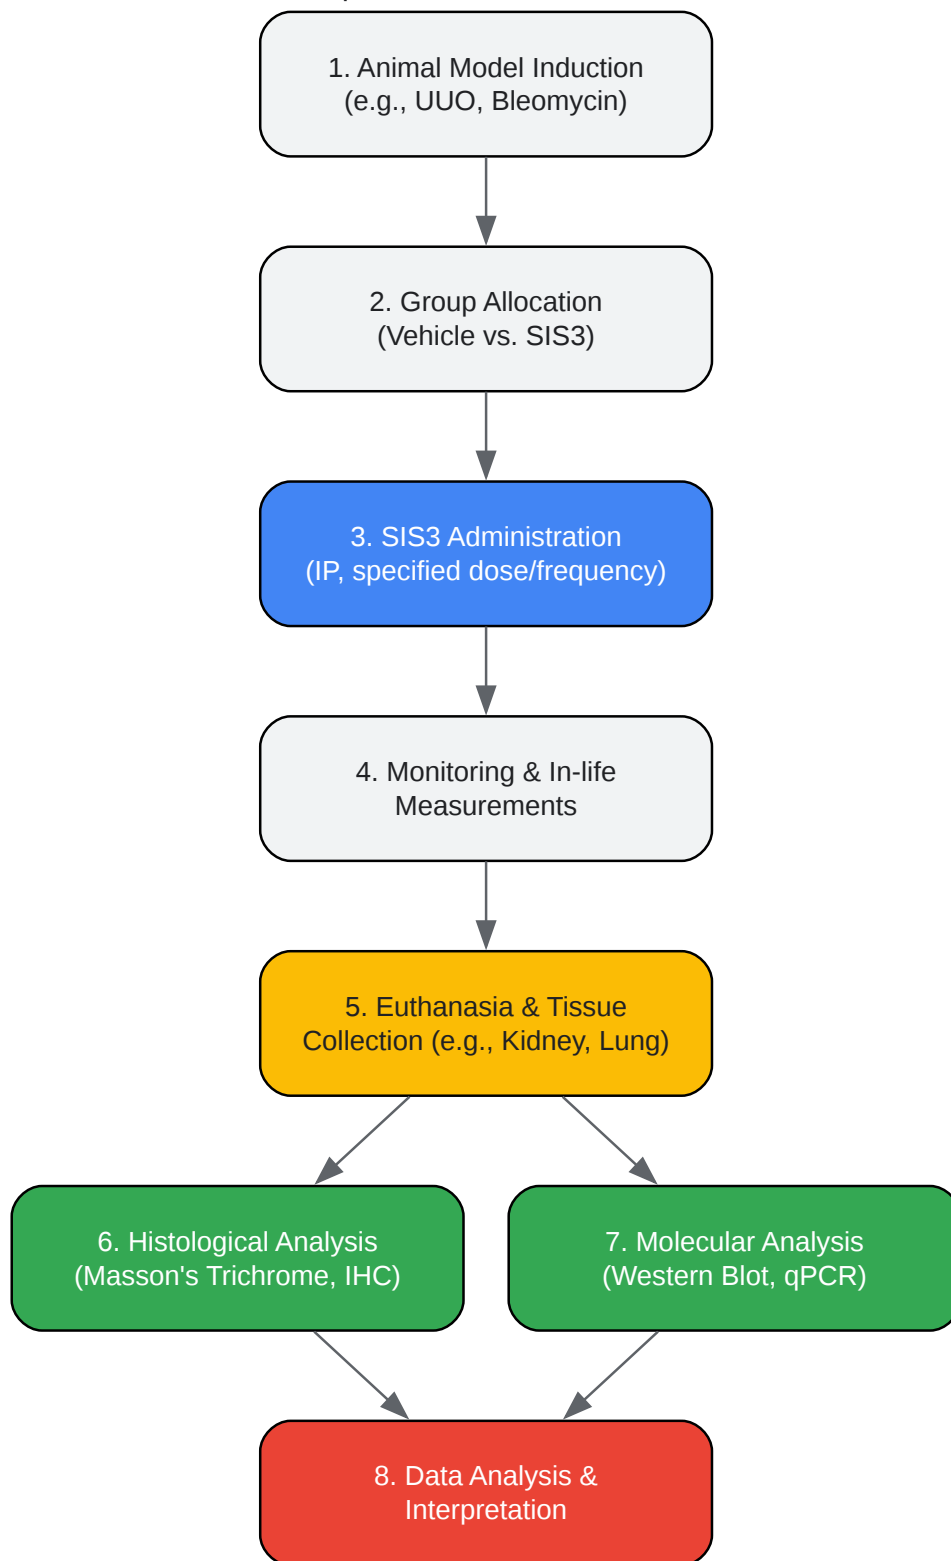 1. Animal Model Induction
(e.g., UUO, Bleomycin)
2. Group Allocation
(Vehicle vs. SIS3)
3. SIS3 Administration
(IP, specified dose/frequency)
4. Monitoring & In-life
Measurements
5. Euthanasia & Tissue
Collection (e.g., Kidney, Lung)
6. Histological Analysis
(Masson's Trichrome, IHC)
7. Molecular Analysis
(Western Blot, qPCR)
8. Data Analysis &
Interpretation